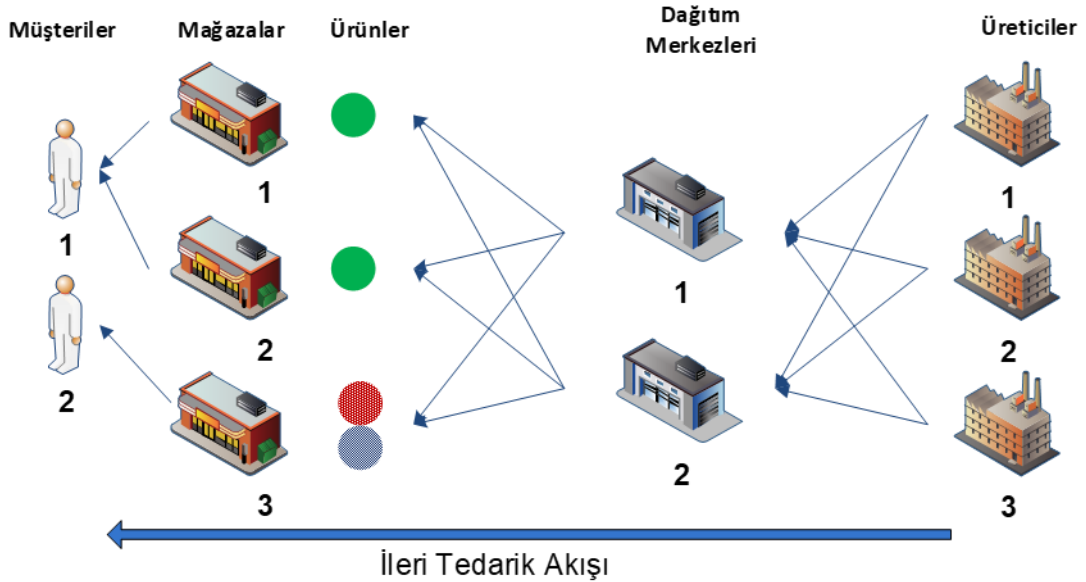 Müşteriler
Mağazalar
Ürünler
Dağıtım
Merkezleri
Üreticiler
1
2
1
2
3
1
2
1
2
3
İleri Tedarik Akışı